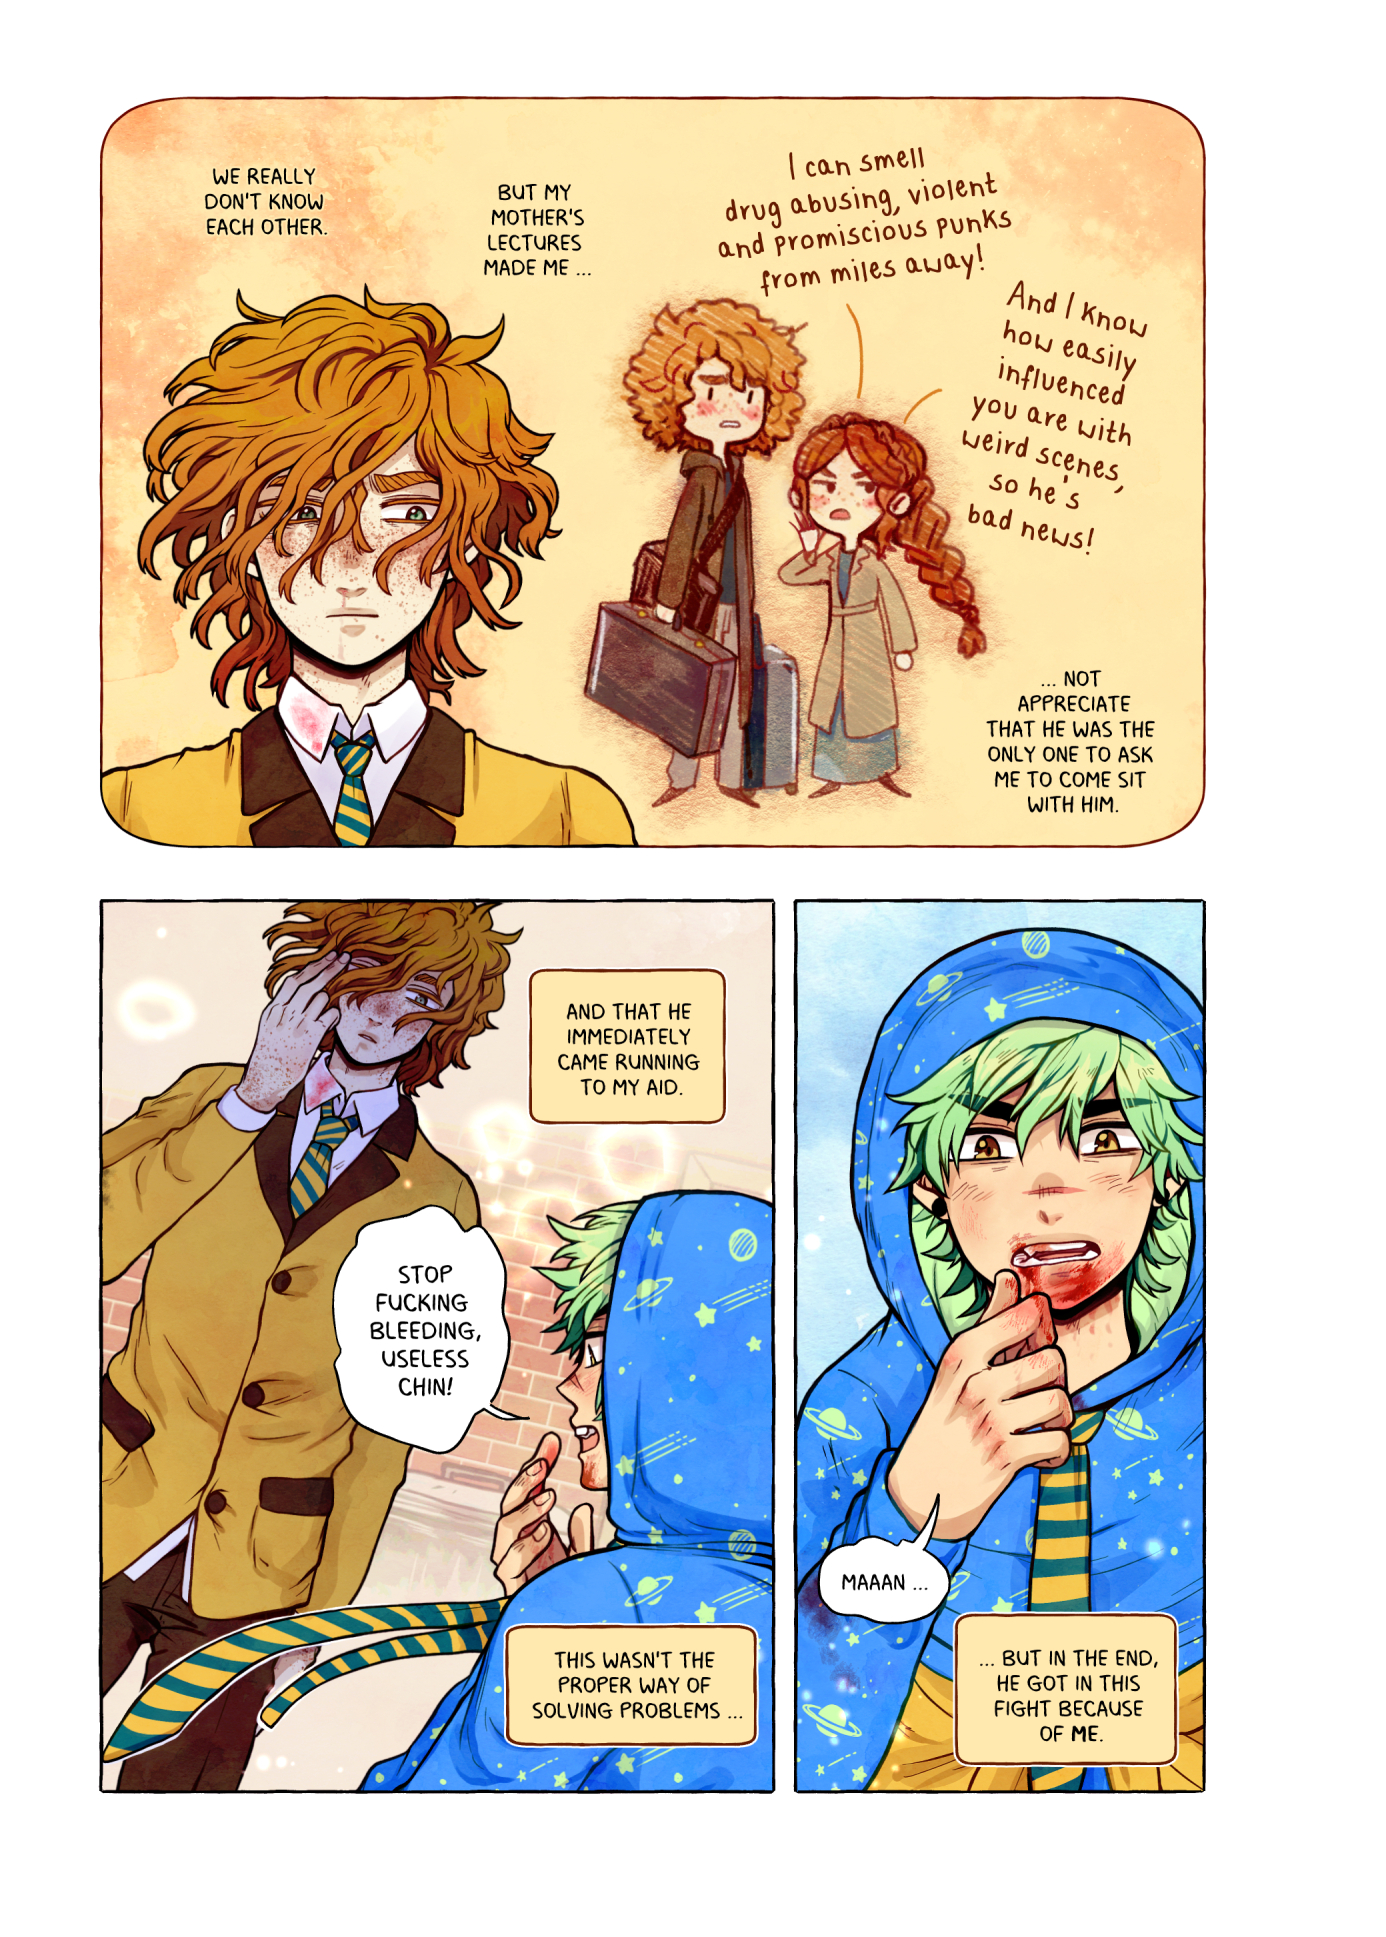 WE REALLY
DON'T KNOW
EACH OTHER.
BUT MY
MOTHER'S
LECTURES
MADE ME ...
I can smell
drug abusing, violent
and promiscious punks
from miles away!
And I know
how easily
influenced
you are with
weird scenes,
so he's
bad news!
... NOT
APPRECIATE
THAT HE WAS THE
ONLY ONE TO ASK
ME TO COME SIT
WITH HIM.
AND THAT HE
IMMEDIATELY
CAME RUNNING
TO MY AID.
STOP
FUCKING
BLEEDING,
USELESS
CHIN!
THIS WASN'T THE
PROPER WAY OF
SOLVING PROBLEMS ...
MAAAN ...
... BUT IN THE END,
HE GOT IN THIS
FIGHT BECAUSE
OF ME.